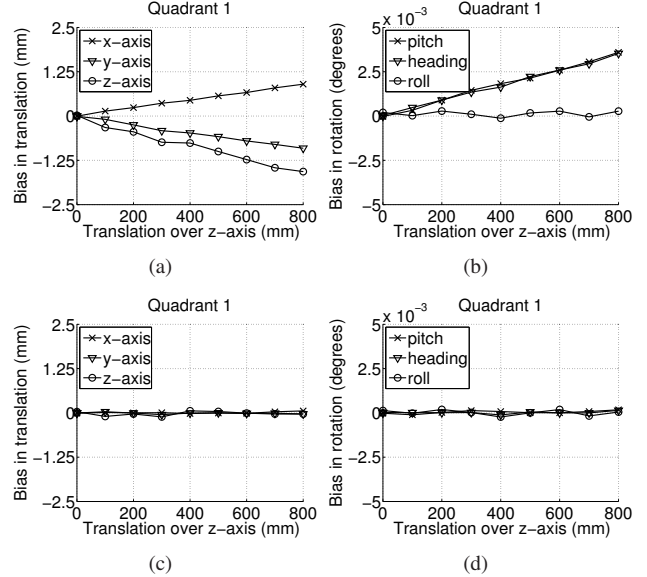 Quadrant 1
2.5
1.25
0
−1.25
−2.5
Bias in translation (mm)
x−axis
y−axis
z−axis
0 200 400 600 800
Translation over z−axis (mm)
(a)
Quadrant 1
x 10−3
5
2.5
0
−2.5
−5
Bias in rotation (degrees)
pitch
heading
roll
0 200 400 600 800
Translation over z−axis (mm)
(b)
Quadrant 1
2.5
1.25
0
−1.25
−2.5
Bias in translation (mm)
x−axis
y−axis
z−axis
0 200 400 600 800
Translation over z−axis (mm)
(c)
Quadrant 1
x 10−3
5
2.5
0
−2.5
−5
Bias in rotation (degrees)
pitch
heading
roll
0 200 400 600 800
Translation over z−axis (mm)
(d)